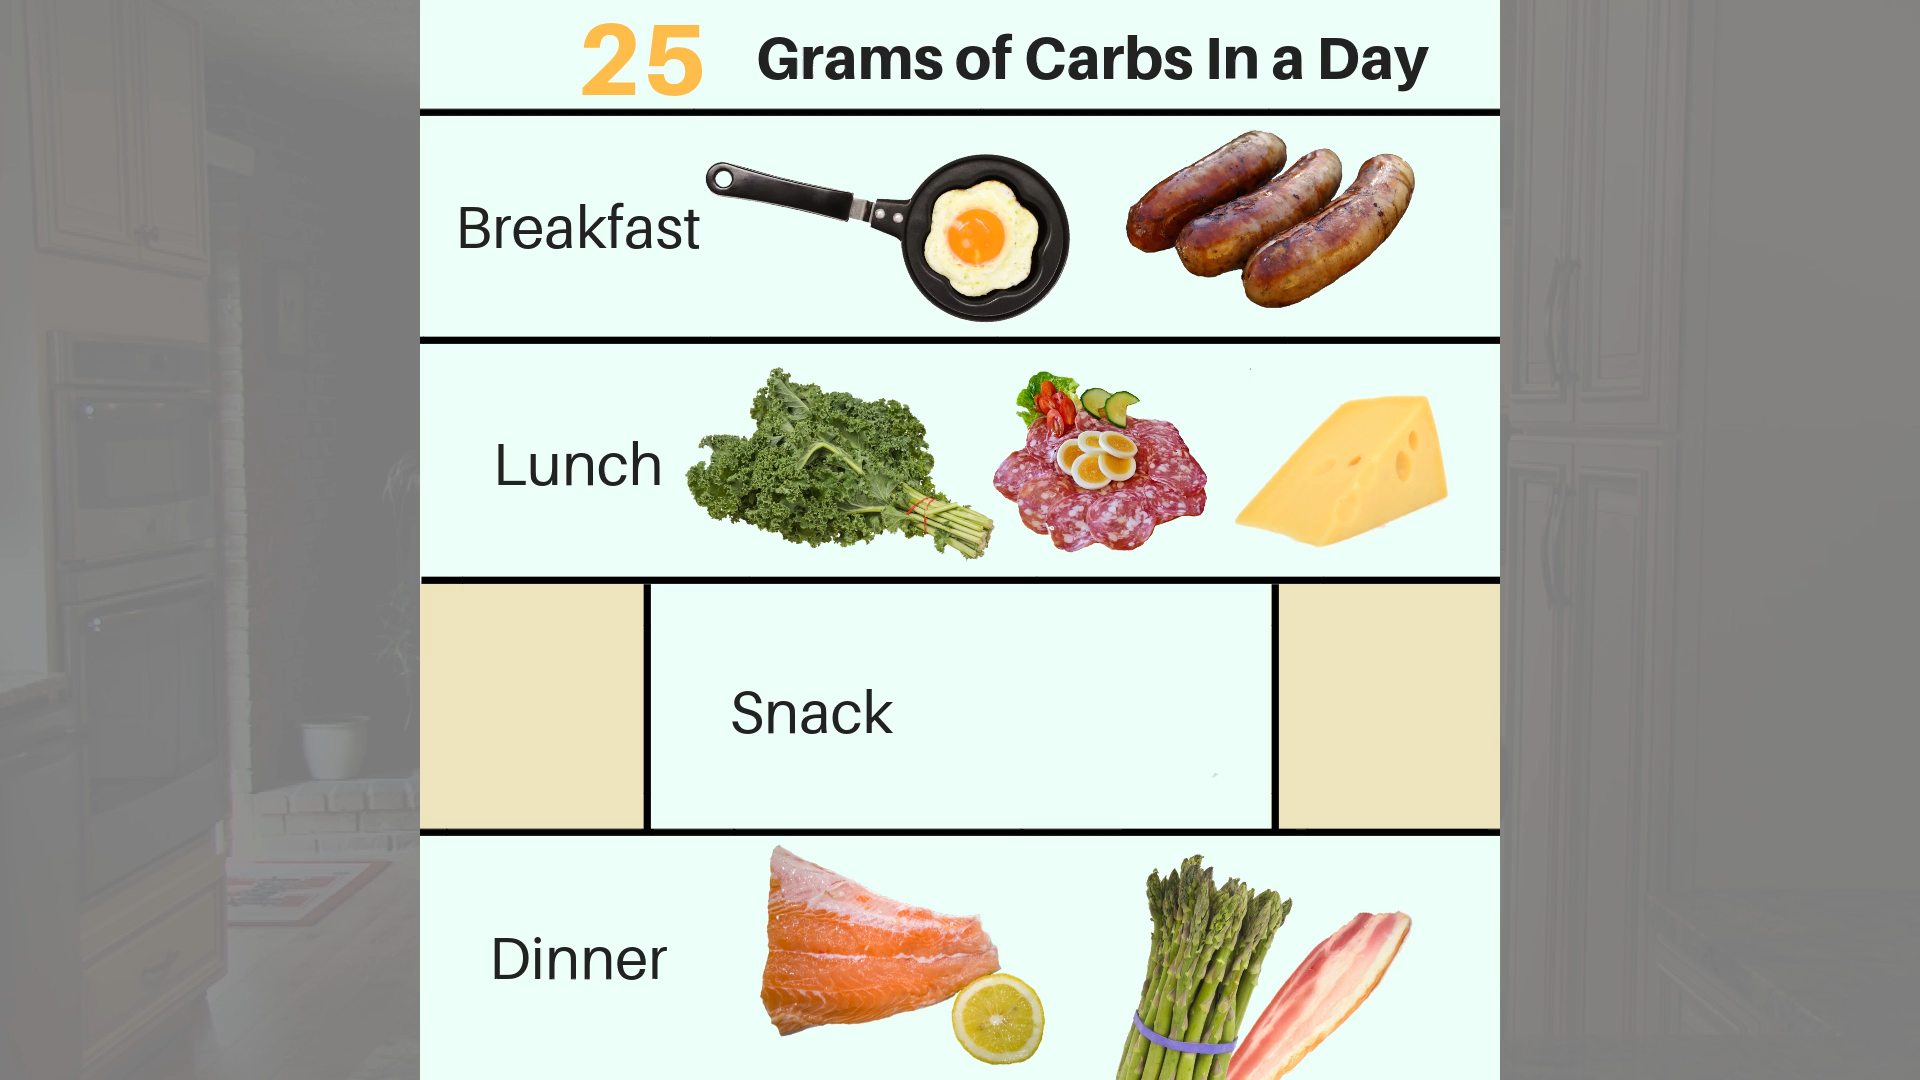 25 Grams of Carbs In a Day
Breakfast
Lunch
Snack
Dinner